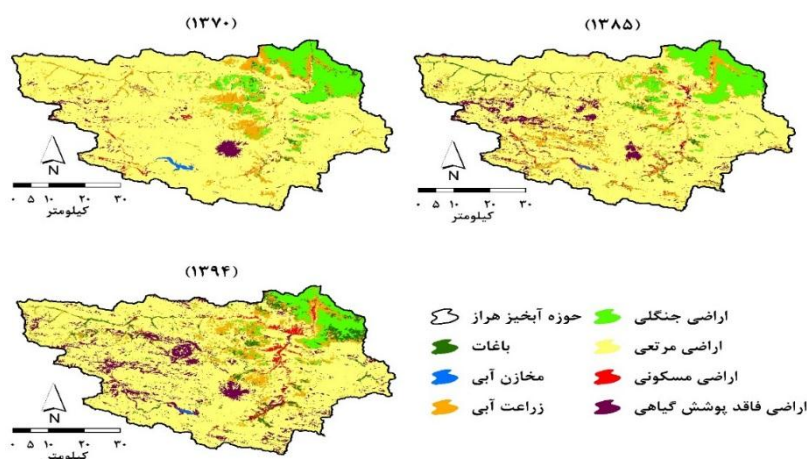 (۱۳۷۰)
(۱۳۸۵)
N
۰ ۵ ۱۰ ۲۰ ۳۰
کیلومتر
N
۰ ۵ ۱۰ ۲۰ ۳۰
کیلومتر
(۱۳۹۴)
N
۰ ۵ ۱۰ ۲۰ ۳۰
کیلومتر
اراضی جنگلی
حوزه آبخیز هراز
اراضی مرتعی
باغات
اراضی مسکونی
مخازن آبی
اراضی فاقد پوشش گیاهی
زراعت آبی